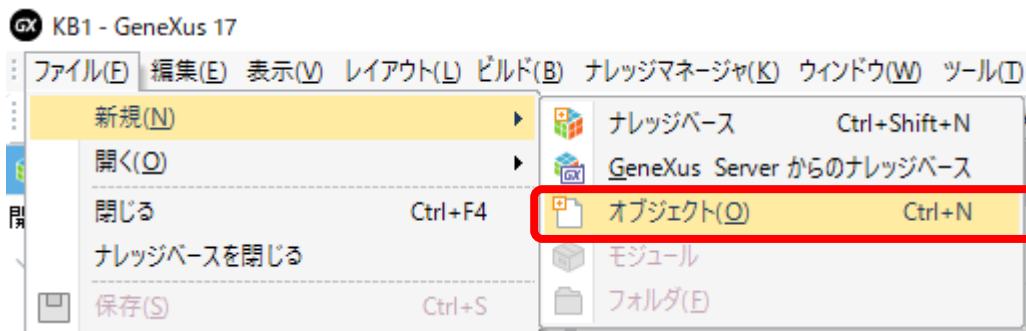 KB1 - GeneXus 17
ファイル(F) 編集(E) 表示(V) レイアウト(L) ビルド(B) ナレッジマネージャ(K) ウィンドウ(W) ツール(T)
新規(N)
開く(O)
閉じる Ctrl+F4
ナレッジベースを閉じる
保存(S) Ctrl+S
ナレッジベース Ctrl+Shift+N
GeneXus Server からのナレッジベース
オブジェクト(O) Ctrl+N
モジュール
フォルダ(F)
開